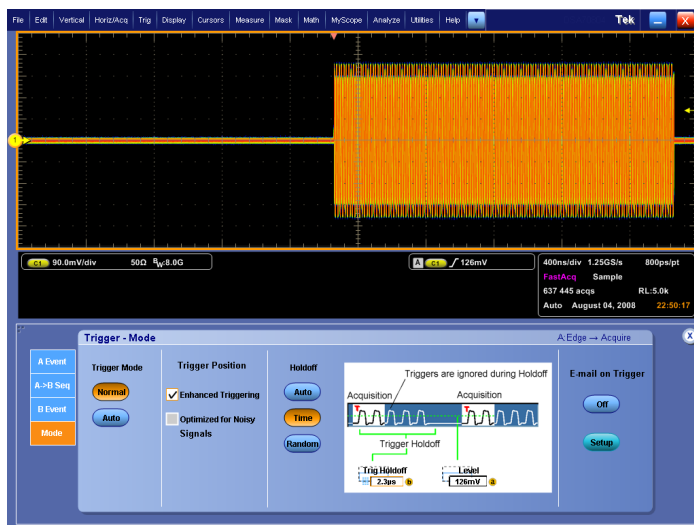 File Edit Vertical Horiz/Acq Trig Display Cursors Measure Mask Math MyScope Analyze Utilities Help Tek X
1
C1 90.0mV/div 50Ω BW:8.0G
A C1 126mV
400ns/div 1.25GS/s 800ps/pt
FastAcq Sample
637 445 acqs RL:5.0k
Auto August 04, 2008 22:50:17
Trigger - Mode A:Edge → Acquire X
A Event
A->B Seq
B Event
Mode
Trigger Mode
Normal
Auto
Trigger Position
Enhanced Triggering
Optimized for Noisy
Signals
Holdoff
Auto
Time
Random
Triggers are ignored during Holdoff
Acquisition Acquisition
T T
Trigger Holdoff
Trig Holdoff Level
2.3µs b 126mV a
E-mail on Trigger
Off
Setup